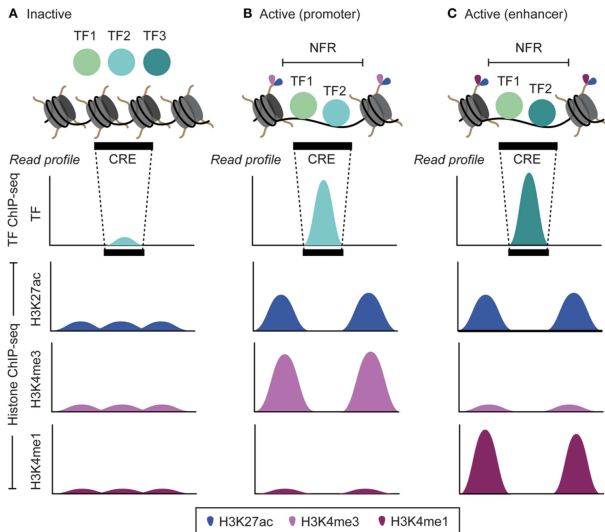 A Inactive
TF1 TF2 TF3
B Active (promoter)
NFR
TF1
TF2
C Active (enhancer)
NFR
TF1
TF2
Read profile
CRE
Read profile
CRE
Read profile
CRE
TF ChIP-seq
TF
Histone ChIP-seq
H3K27ac
H3K4me3
H3K4me1
H3K27ac H3K4me3 H3K4me1